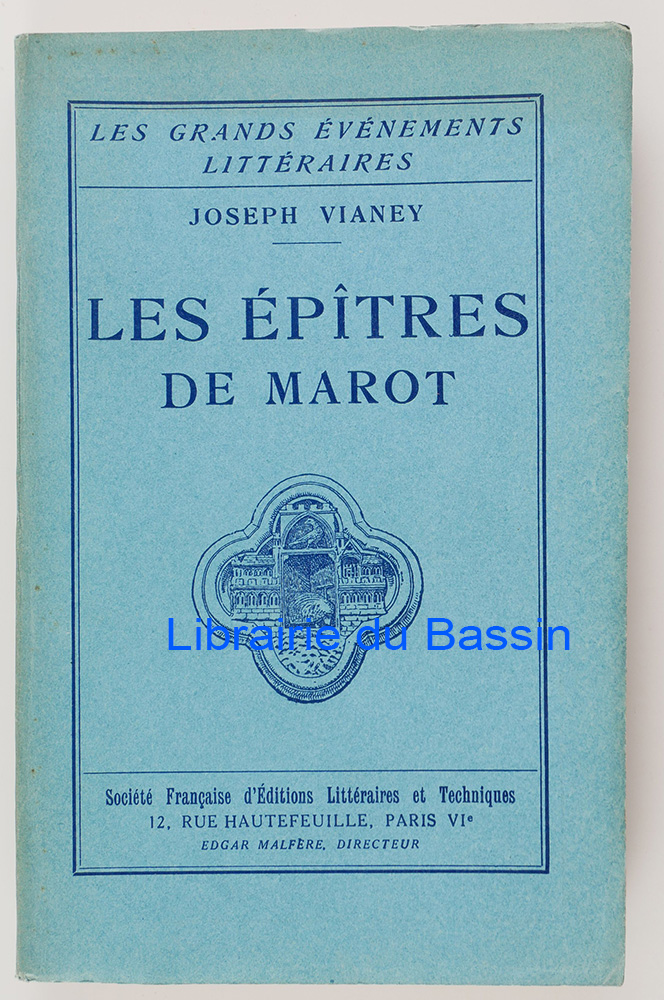 LES GRANDS ÉVÉNEMENTS
LITTÉRAIRES
JOSEPH VIANEY
LES ÉPÎTRES
DE MAROT
Librairie du Bassin
Société Française d'Éditions Littéraires et Techniques
12, RUE HAUTEFEUILLE, PARIS VIe
EDGAR MALFÈRE, DIRECTEUR